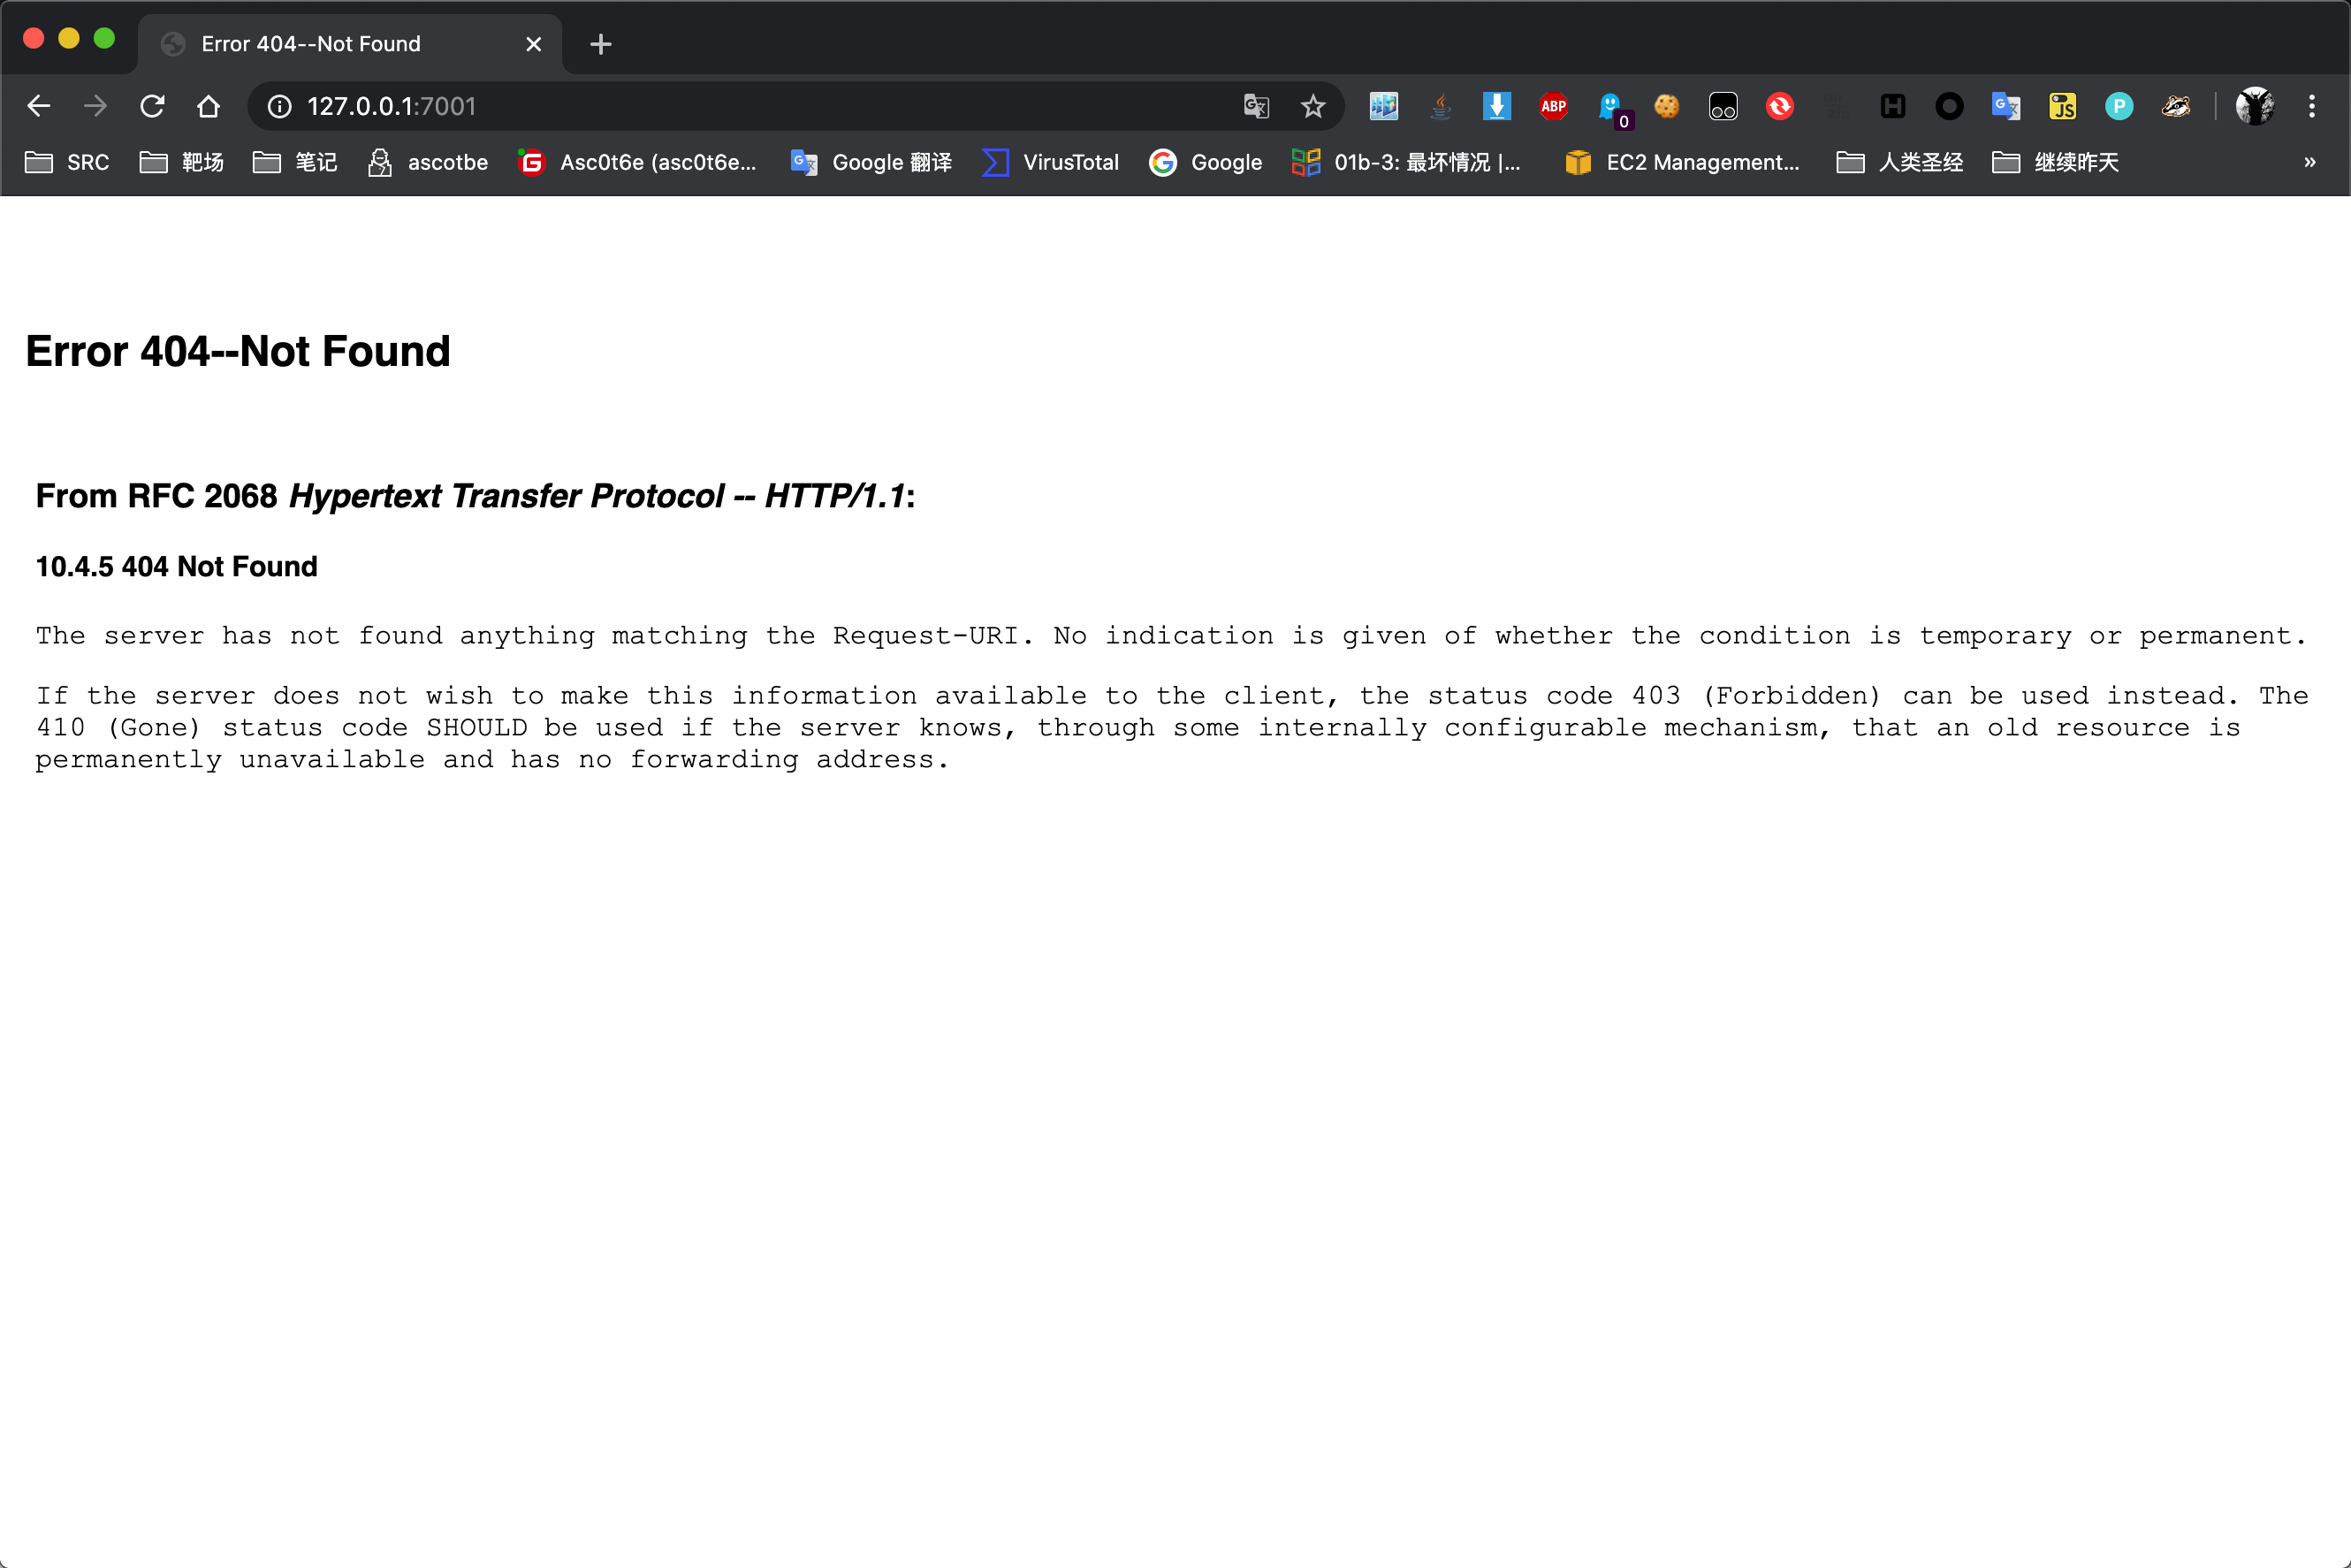 Error 404--Not Found
127.0.0.1:7001
ABP
0
JS
P
SRC
靶场
笔记
ascotbe
Asc0t6e (asc0t6e...
Google 翻译
VirusTotal
Google
01b-3: 最坏情况 |...
EC2 Management...
人类圣经
继续昨天
»
Error 404--Not Found
From RFC 2068 Hypertext Transfer Protocol -- HTTP/1.1:
10.4.5 404 Not Found
The server has not found anything matching the Request-URI. No indication is given of whether the condition is temporary or permanent.
If the server does not wish to make this information available to the client, the status code 403 (Forbidden) can be used instead. The
410 (Gone) status code SHOULD be used if the server knows, through some internally configurable mechanism, that an old resource is
permanently unavailable and has no forwarding address.